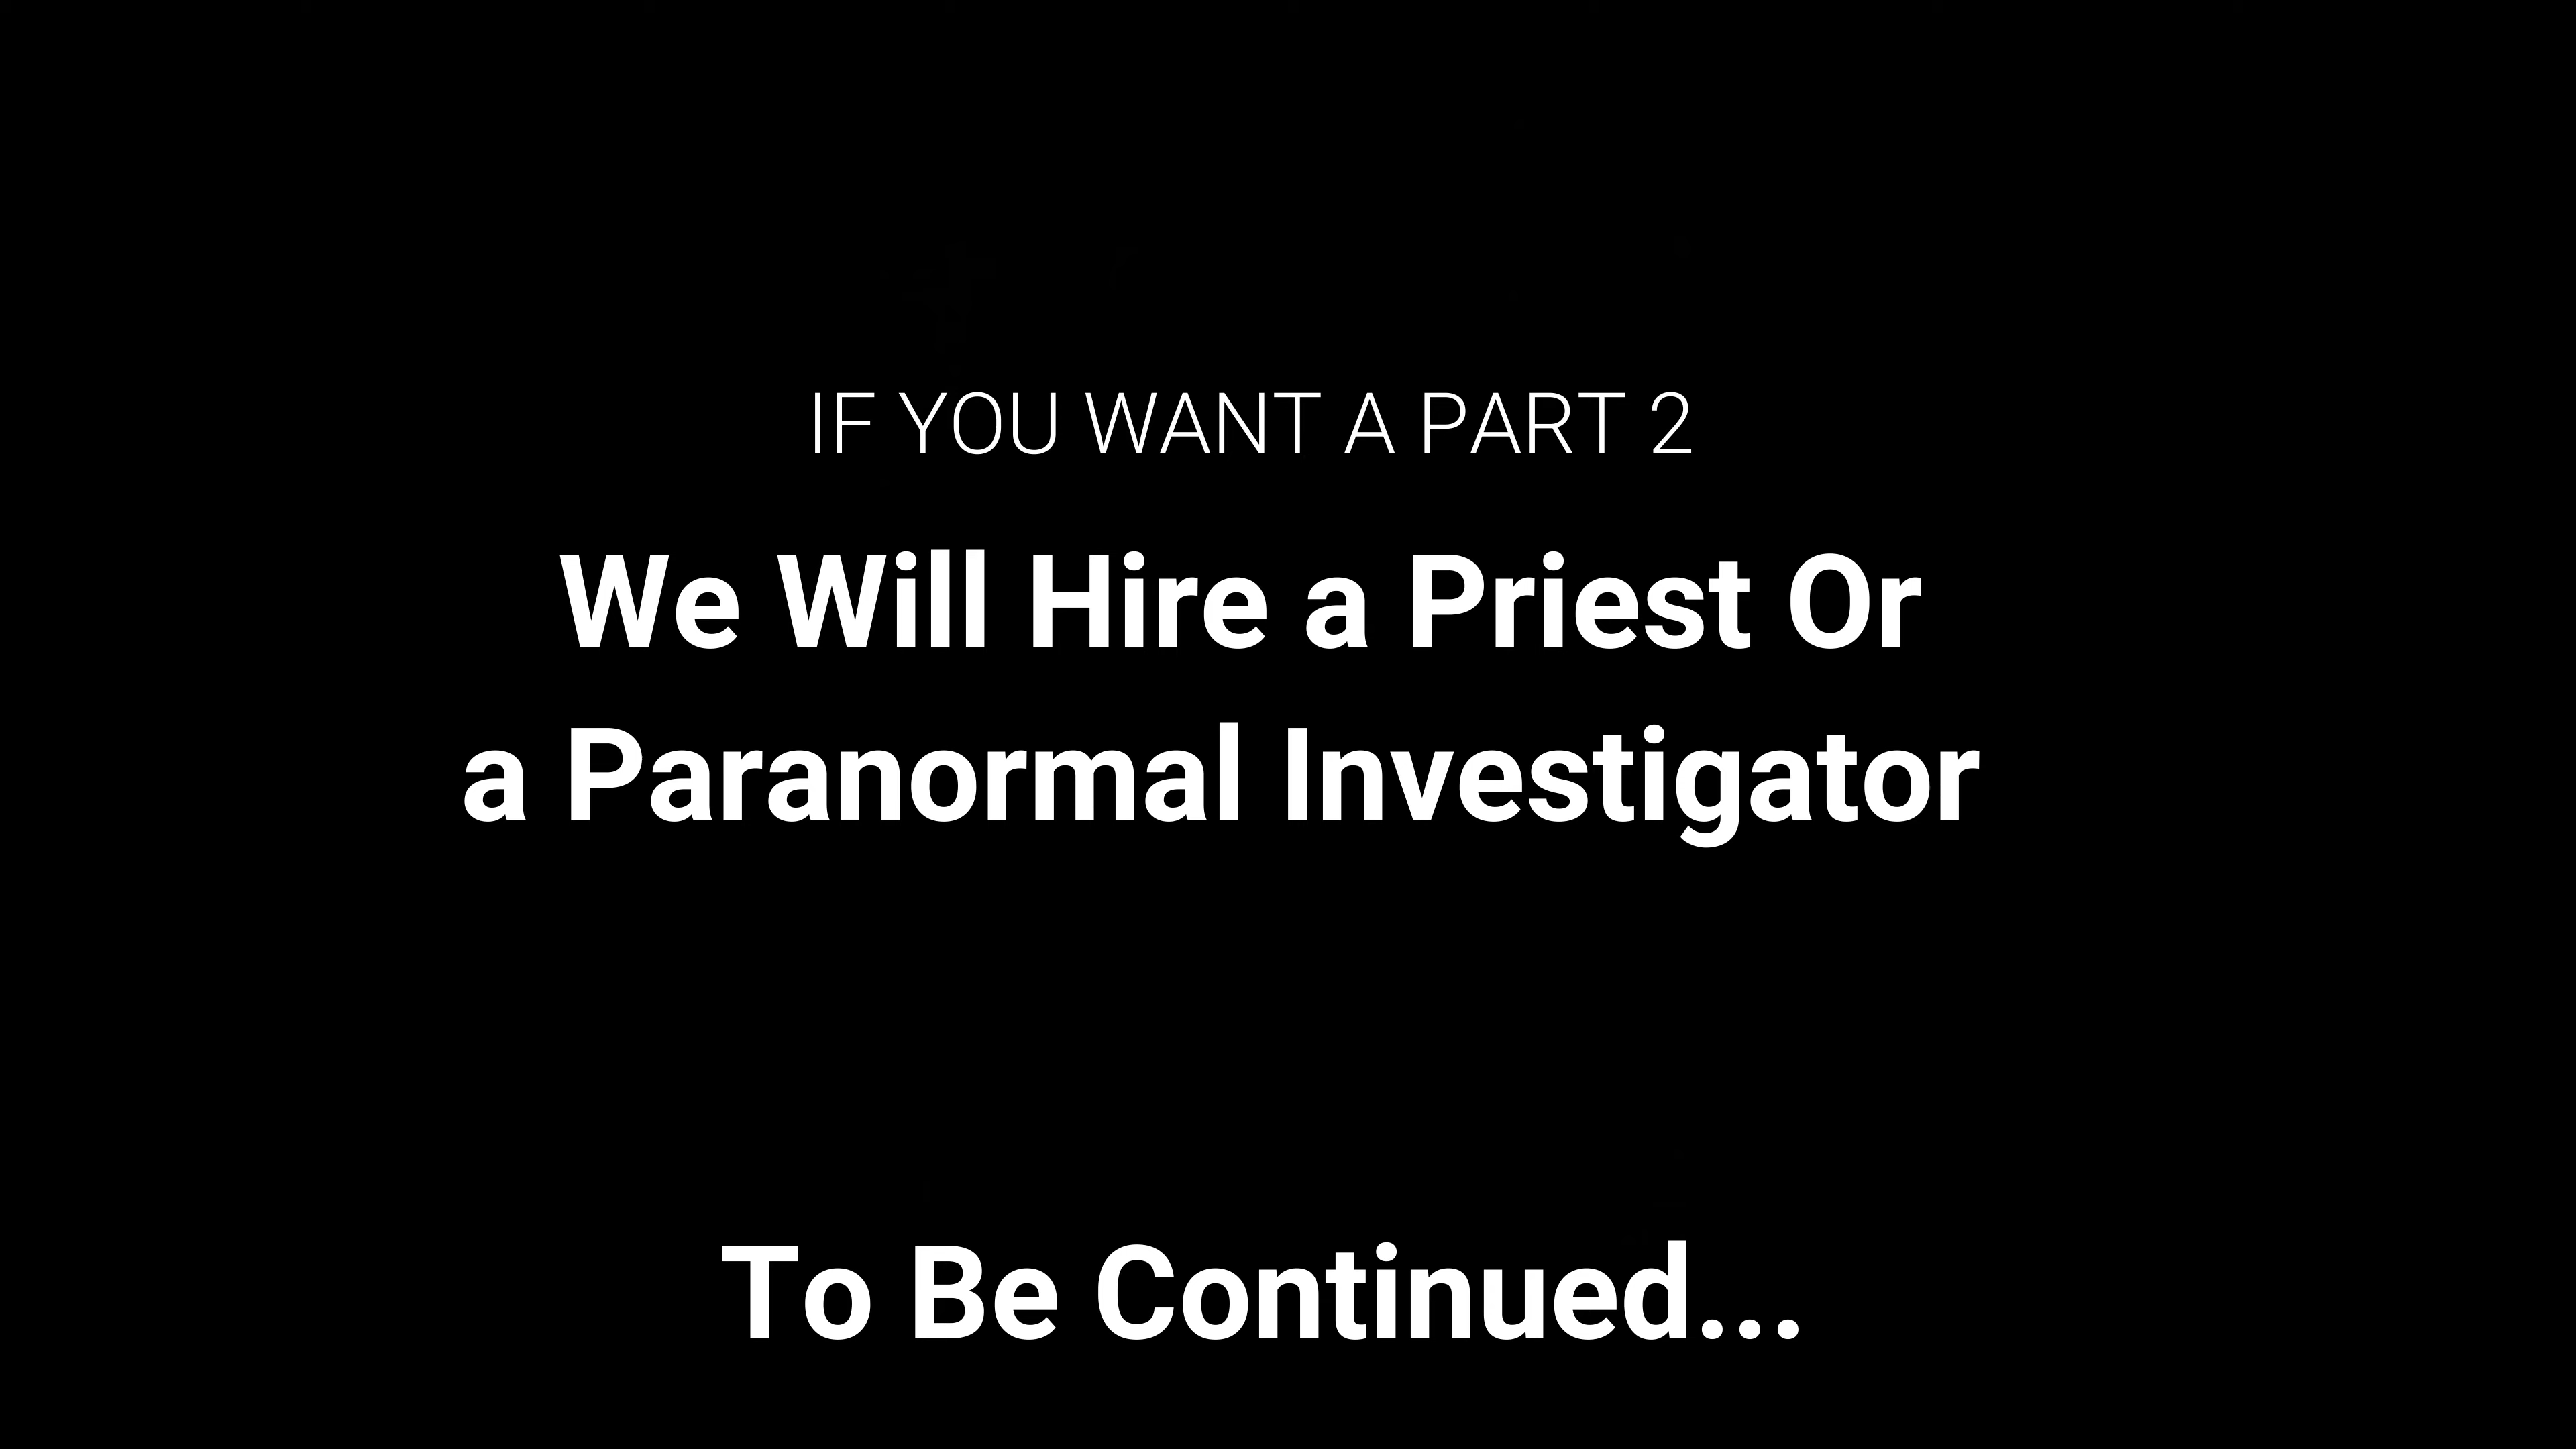 IF YOU WANT A PART 2
We Will Hire a Priest Or
a Paranormal Investigator
To Be Continued...